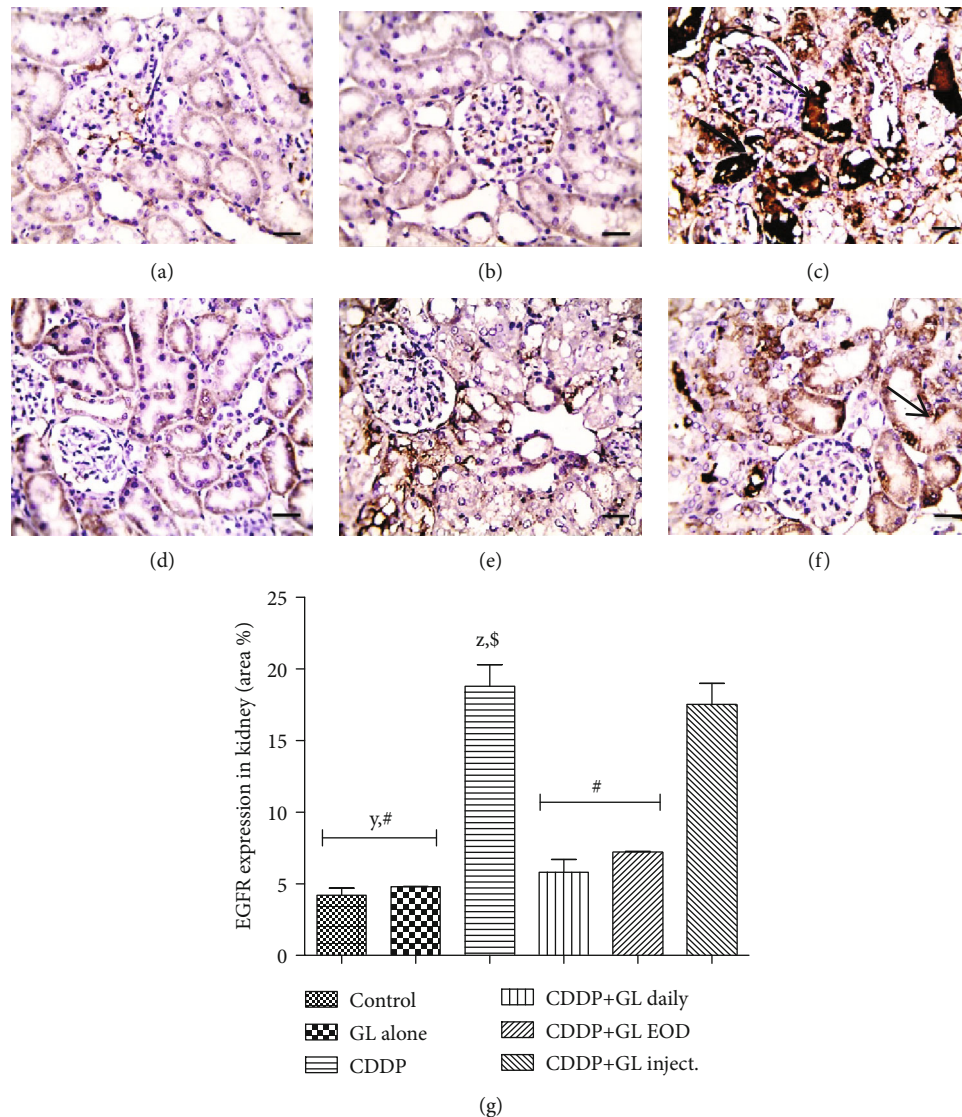 (a)
(b)
(c)
(d)
(e)
(f)
EGFR expression in kidney (area %)
25
20
15
10
5
0
y,#
z,$
#
Control
GL alone
CDDP
CDDP+GL daily
CDDP+GL EOD
CDDP+GL inject.
(g)